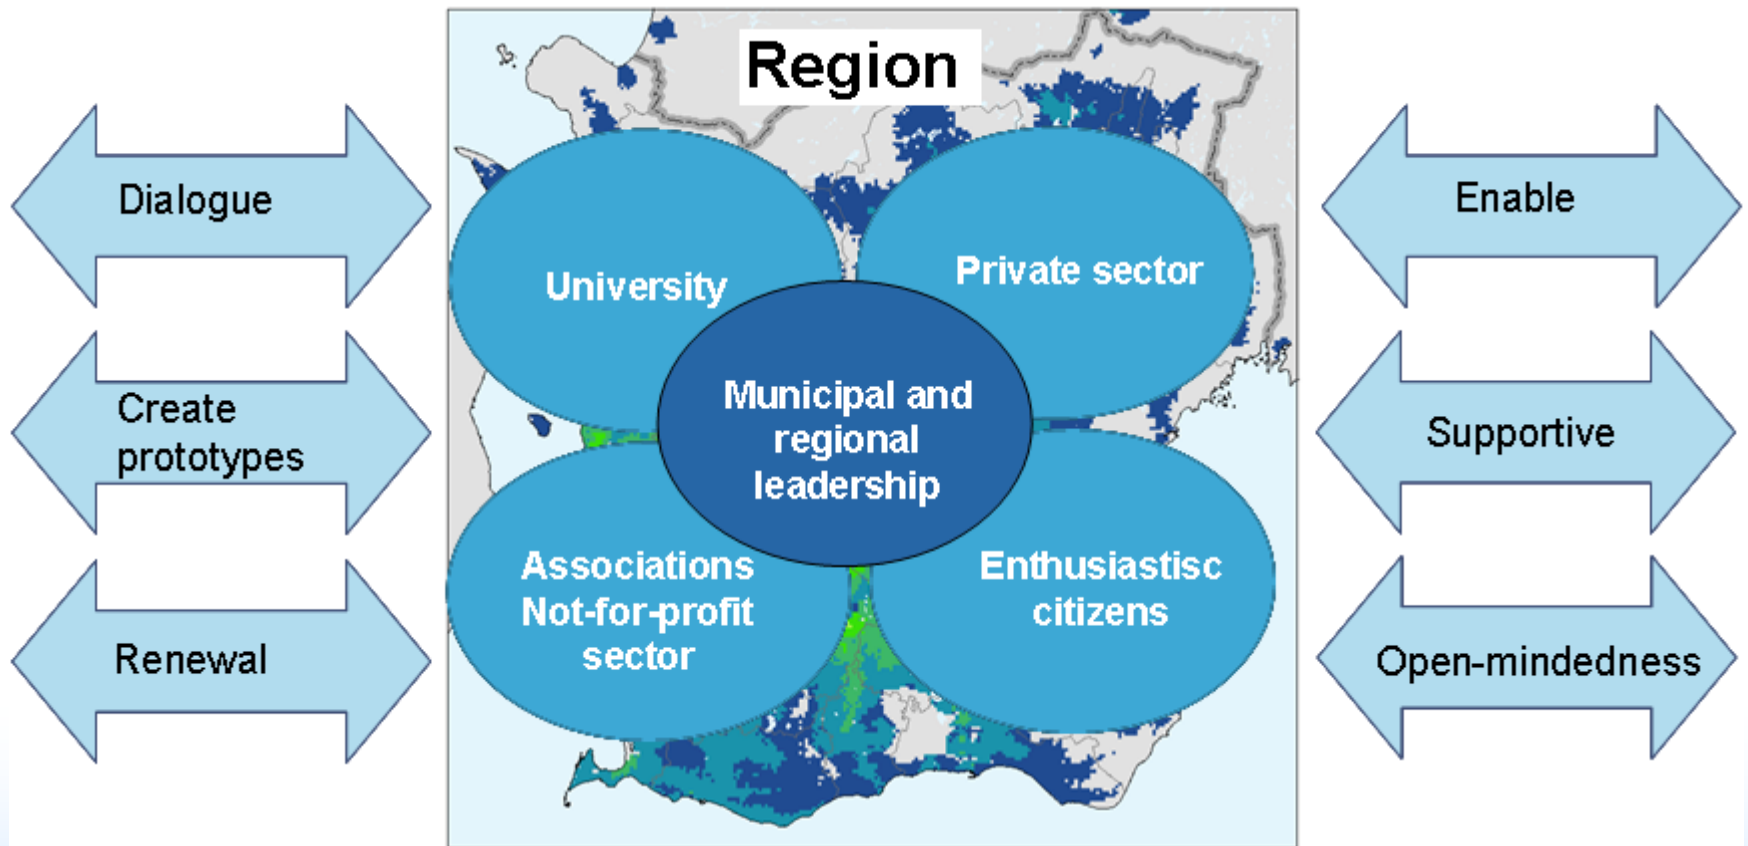 Region
Dialogue
Create
prototypes
Renewal
University
Private sector
Municipal and
regional
leadership
Associations
Not-for-profit
sector
Enthusiastisc
citizens
Enable
Supportive
Open-mindedness